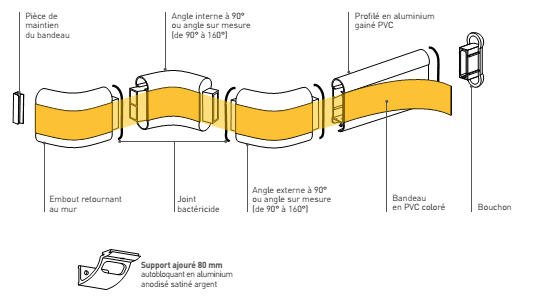 Pièce de
maintien
du bandeau
Angle interne à 90°
ou angle sur mesure
(de 90° à 160°)
Profilé en aluminium
gainé PVC
Embout retournant
au mur
Joint
bactéricide
Angle externe à 90°
ou angle sur mesure
(de 90° à 160°)
Bandeau
en PVC coloré
Bouchon
Support ajouré 80 mm
autobloquant en aluminium
anodisé satiné argent